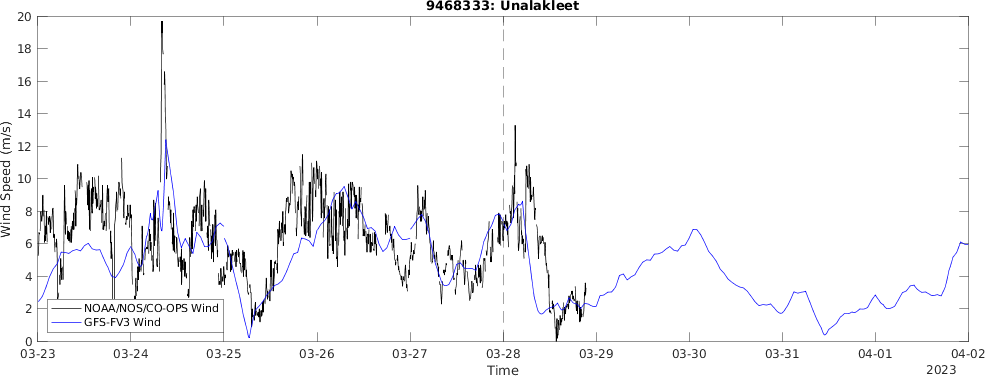 9468333: Unalakleet
20
18
16
14
12
10
8
6
4
2
0
Wind Speed (m/s)
NOAA/NOS/CO-OPS Wind
GFS-FV3 Wind
03-23 03-24 03-25 03-26 03-27 03-28 03-29 03-30 03-31 04-01 04-02
Time
2023